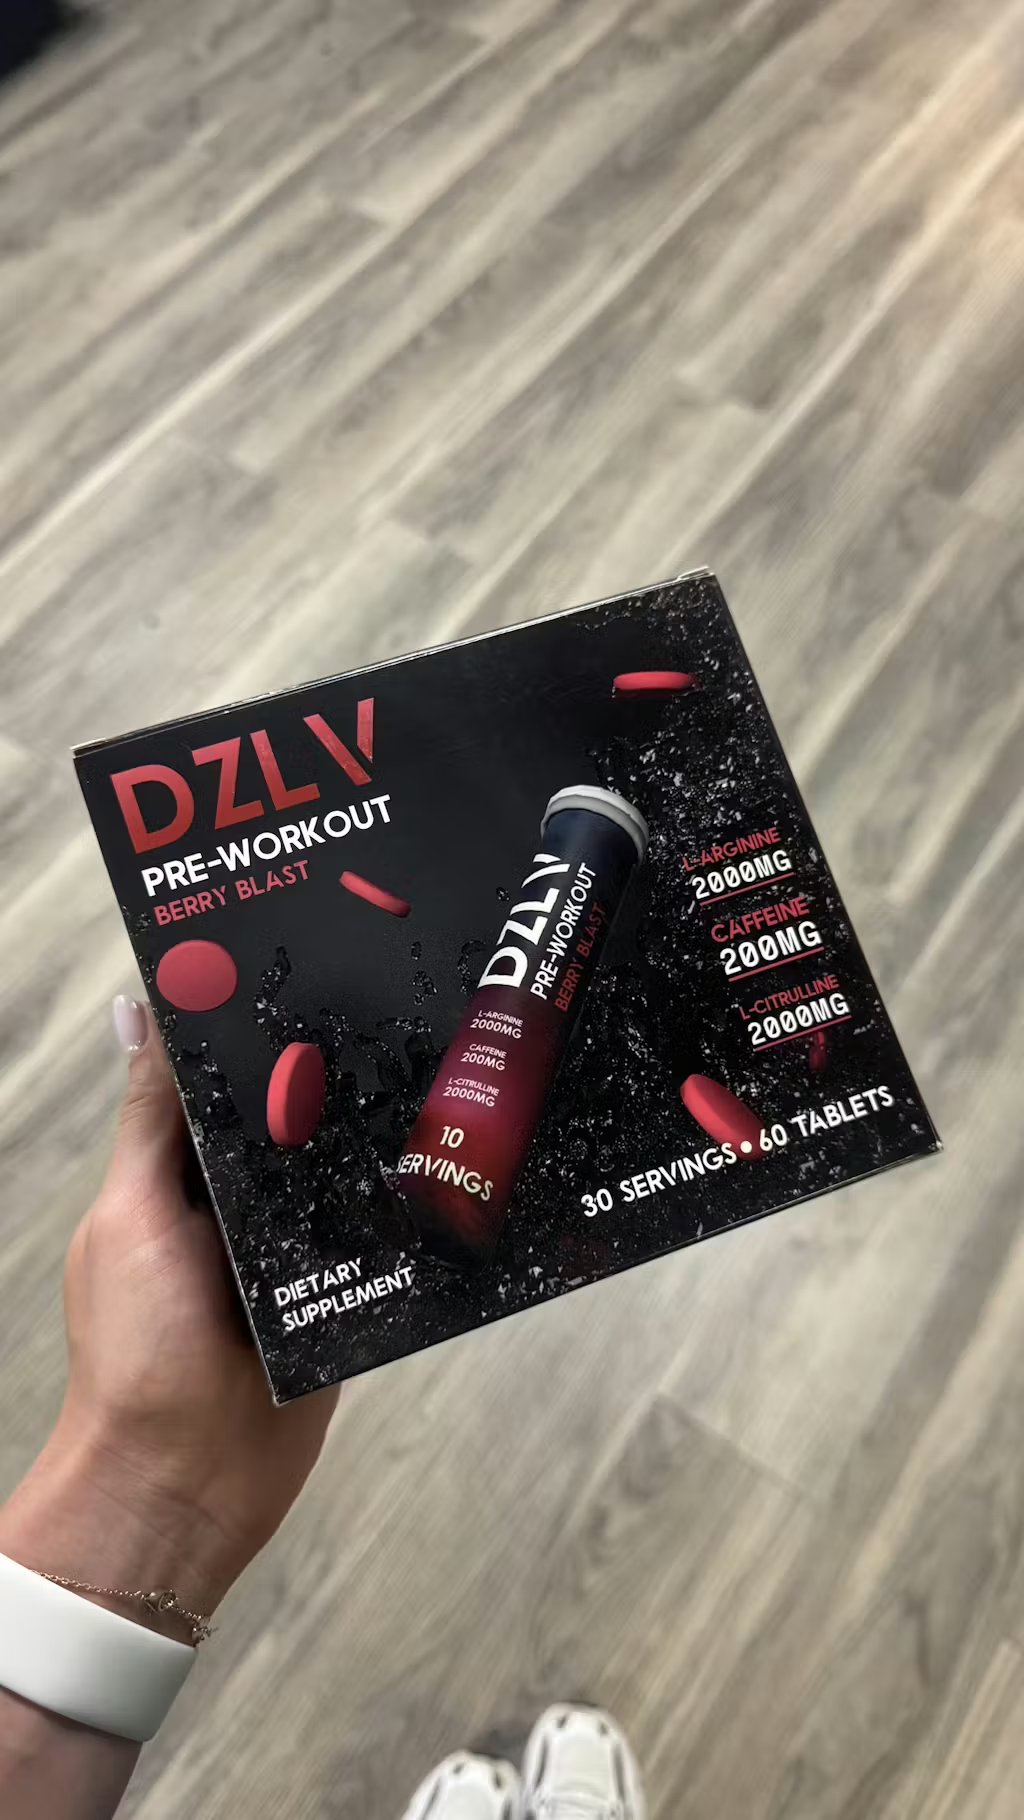 DZLV
PRE-WORKOUT
BERRY BLAST
L-ARGININE
2000MG
CAFFEINE
200MG
L-CITRULLINE
2000MG
DZLV
PRE-WORKOUT
BERRY BLAST
L-ARGININE
2000MG
CAFFEINE
200MG
L-CITRULLINE
2000MG
10
SERVINGS
30 SERVINGS • 60 TABLETS
DIETARY
SUPPLEMENT